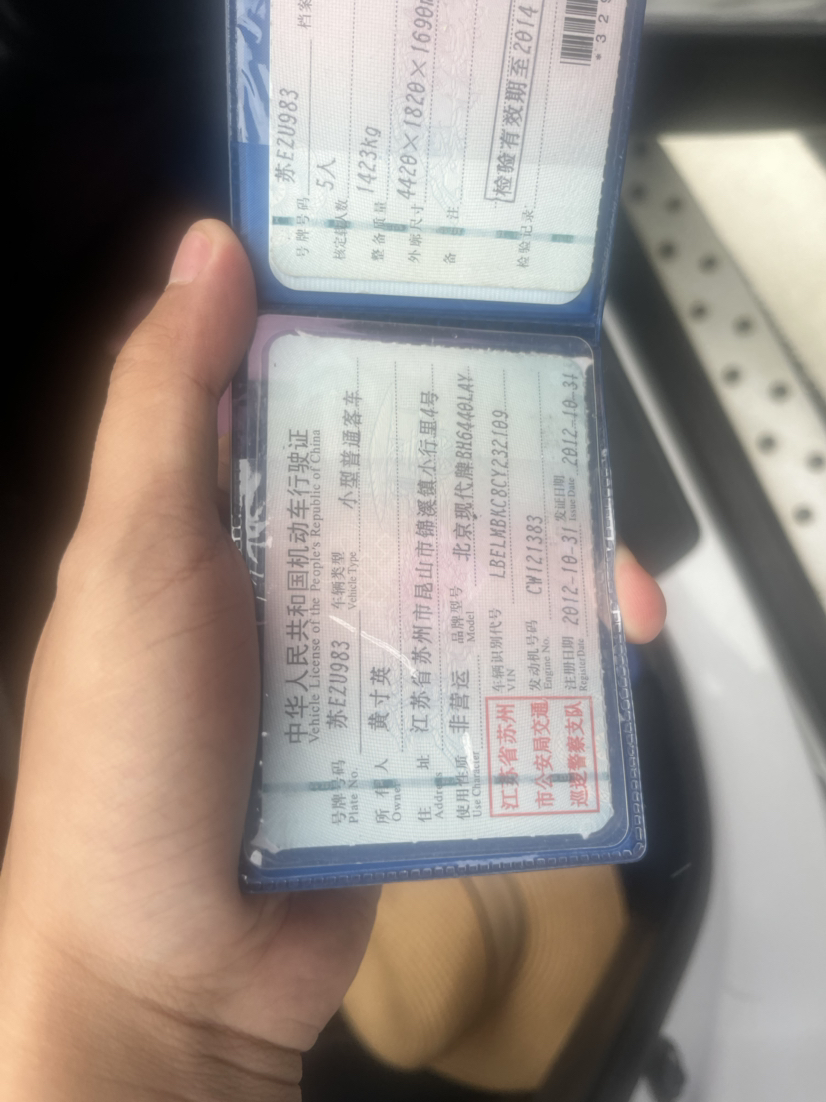 中华人民共和国机动车行驶证
Vehicle License of the People's Republic of China
号牌号码 苏E2U983 车辆类型 小型普通客车
Plate No. Vehicle Type
所有人 黄寸英
Owner
住址 江苏省苏州市昆山市锦溪镇小行里4号
Address
使用性质 非营运 品牌型号 北京现代牌BH6440LAY
Use Character Model
江苏省苏州
市公安局交通
巡逻警察支队
车辆识别代号 LBELMBKC8CY232109
VIN
发动机号码 CW121383
Engine No.
注册日期 2012-10-31 发证日期 2012-10-31
Register Date Issue Date
号牌号码 苏E2U983 档案
核定载人数 5人
整备质量 1423kg
外廓尺寸 4420×1820×1690
备注
检验记录 检验有效期至2014
*329